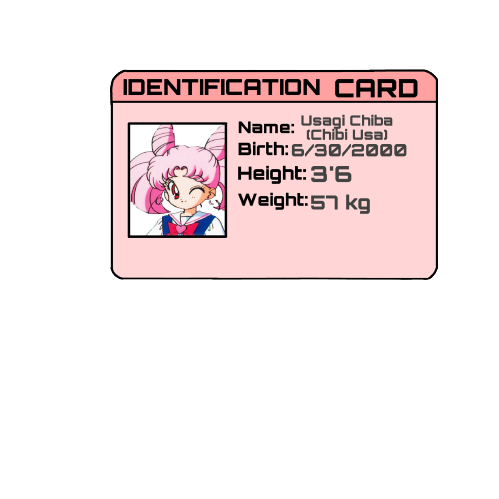 IDENTIFICATION CARD
Name: Usagi Chiba
(Chibi Usa)
Birth: 6/30/2000
Height: 3'6
Weight: 57 kg